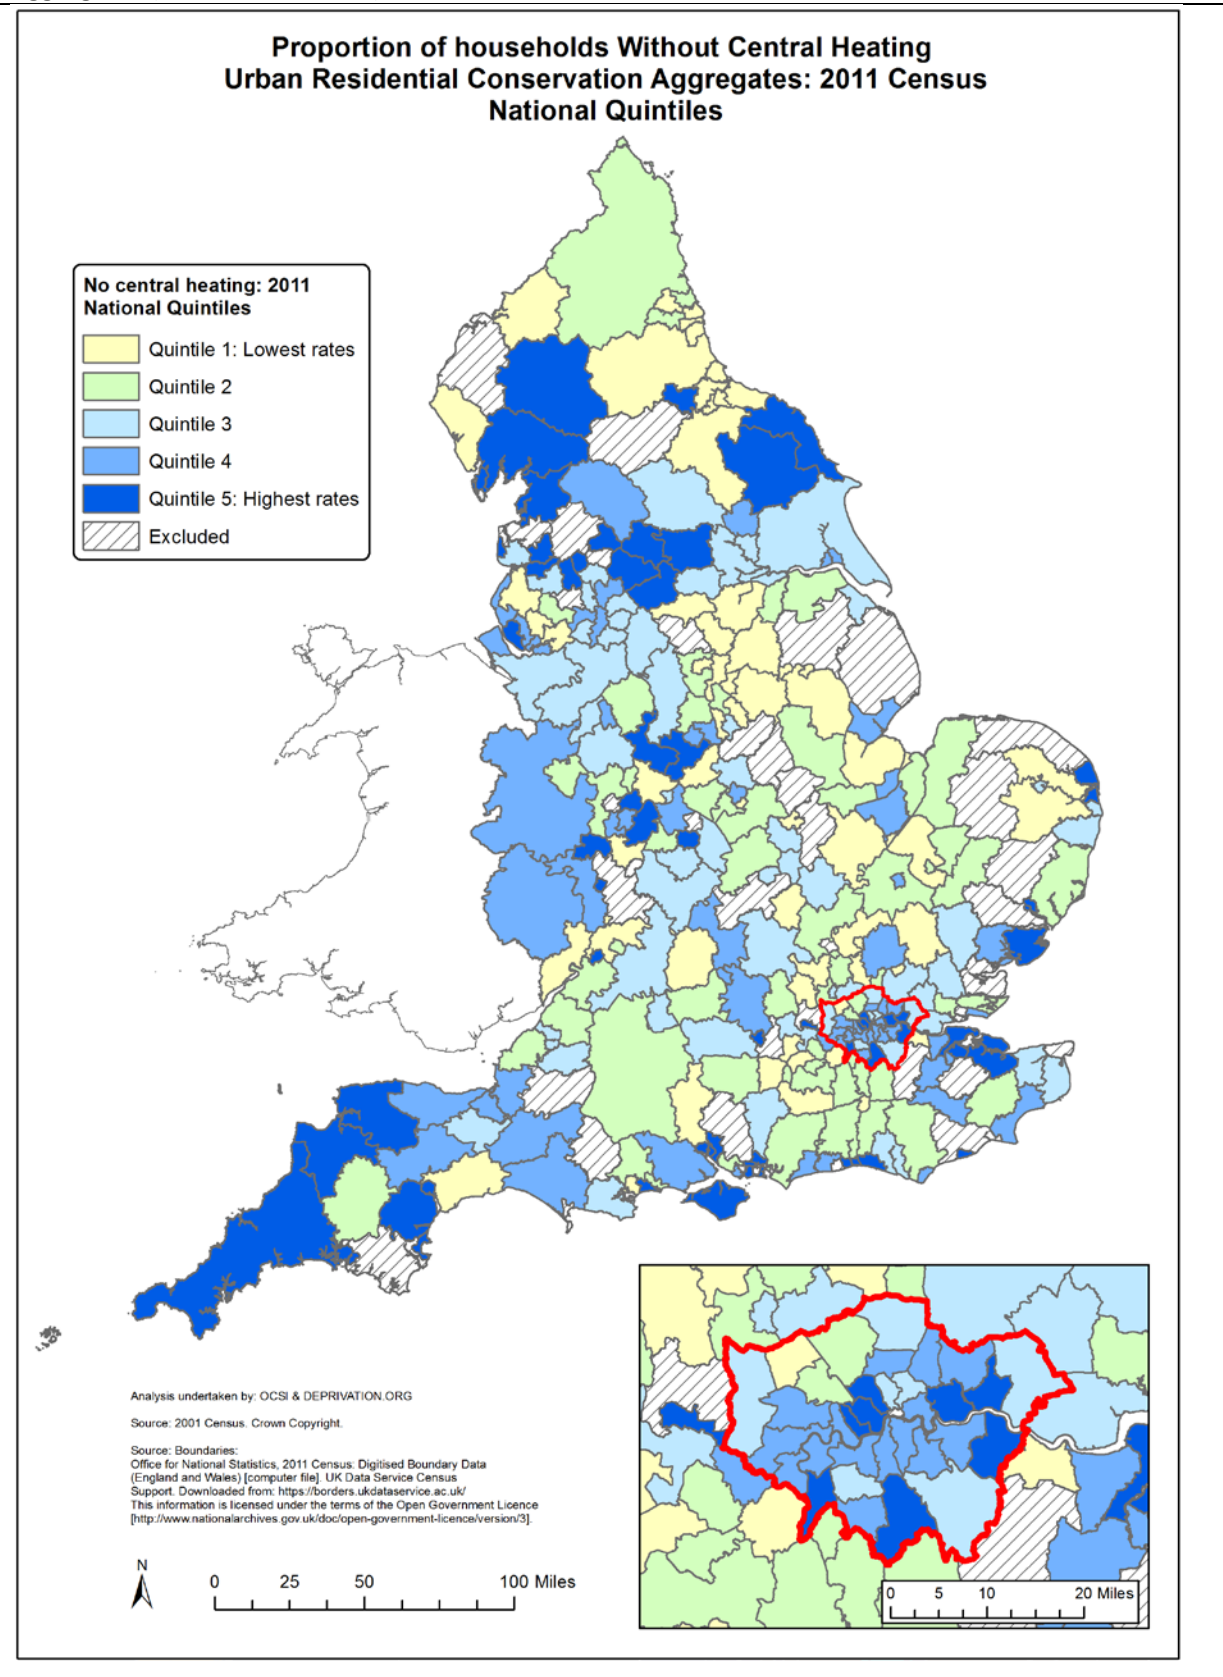 Proportion of households Without Central Heating
Urban Residential Conservation Aggregates: 2011 Census
National Quintiles
No central heating: 2011
National Quintiles
Quintile 1: Lowest rates
Quintile 2
Quintile 3
Quintile 4
Quintile 5: Highest rates
Excluded
Analysis undertaken by: OCSI & DEPRIVATION.ORG
Source: 2001 Census. Crown Copyright.
Source: Boundaries:
Office for National Statistics, 2011 Census: Digitised Boundary Data
(England and Wales) [computer file]. UK Data Service Census
Support. Downloaded from: https://borders.ukdataservice.ac.uk/
This information is licensed under the terms of the Open Government Licence
[http://www.nationalarchives.gov.uk/doc/open-government-licence/version/3].
N
0 25 50 100 Miles
0 5 10 20 Miles